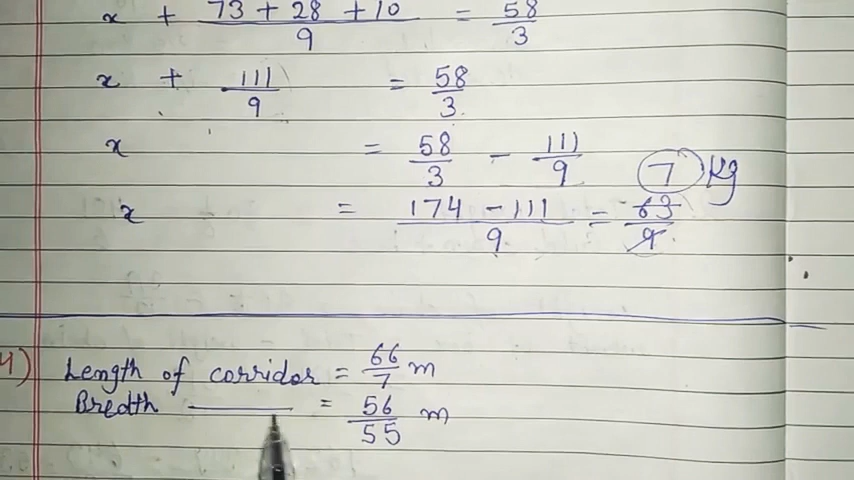 x + 73 + 28 + 10 / 9 = 58 / 3
x + 111 / 9 = 58 / 3
x = 58 / 3 - 111 / 9
7 Kg
x = 174 - 111 / 9 = 63 / 9
4) Length of corridor = 66 / 7 m
Bredth ——— = 56 / 55 m